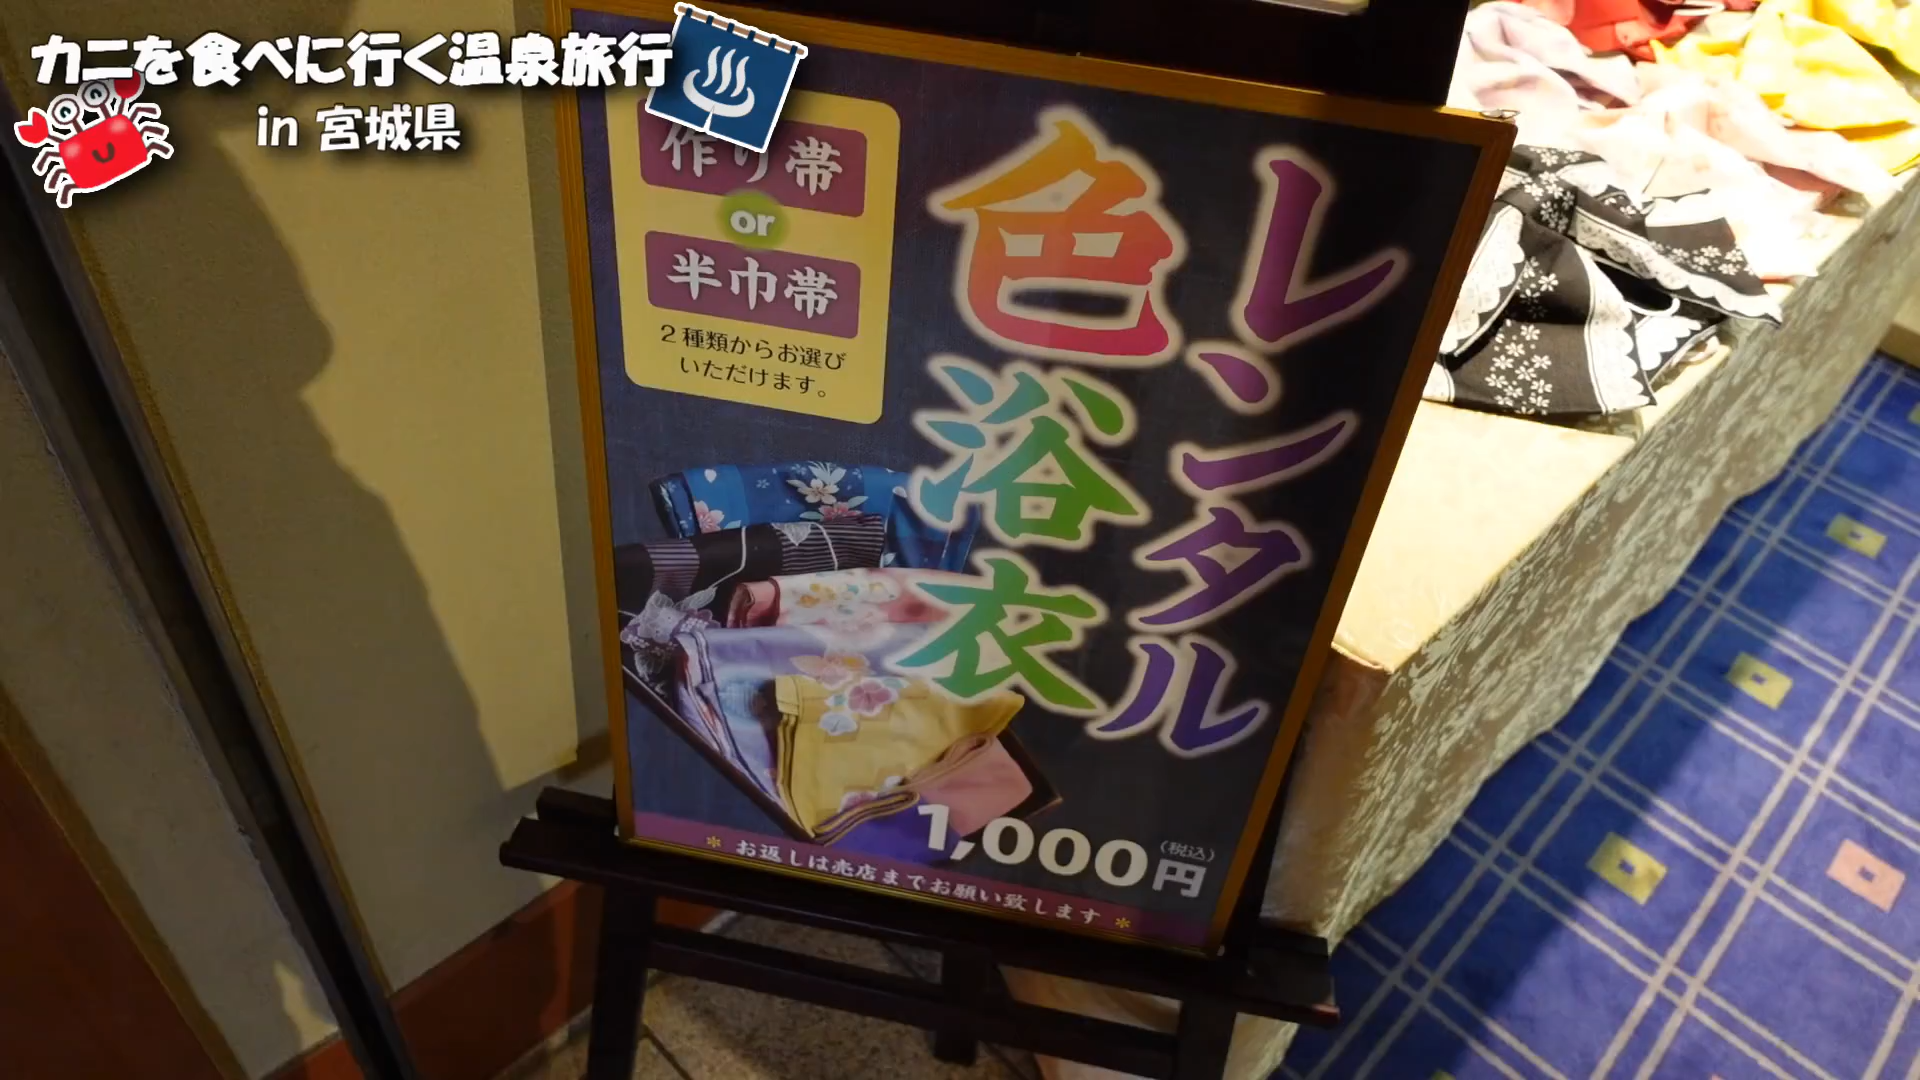 カニを食べに行く温泉旅行
in 宮城県
レンタル
色浴衣
作り帯
or
半巾帯
2種類からお選び
いただけます。
1,000円
(税込)
* お返しは売店までお願い致します *